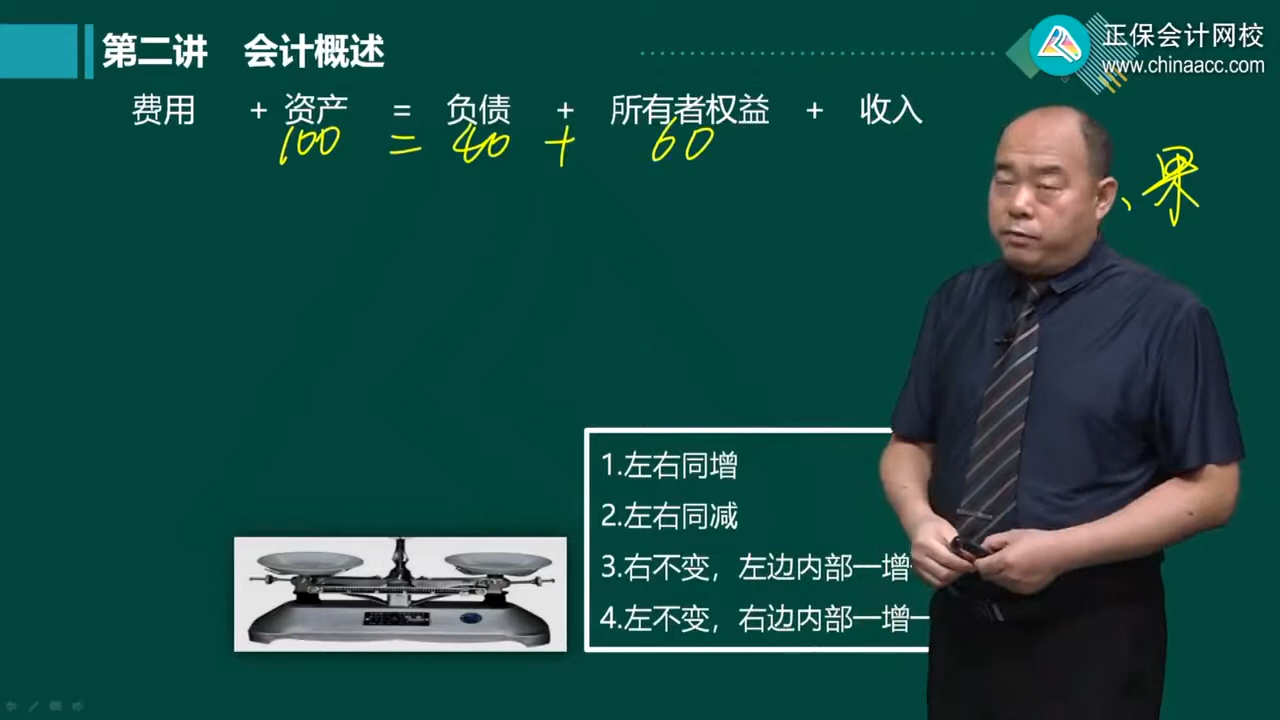 第二讲 会计概述
正保会计网校
www.chinaacc.com
费用 + 资产 = 负债 + 所有者权益 + 收入
100 = 40 + 60
、果
1.左右同增
2.左右同减
3.右不变，左边内部一增
4.左不变，右边内部一增一